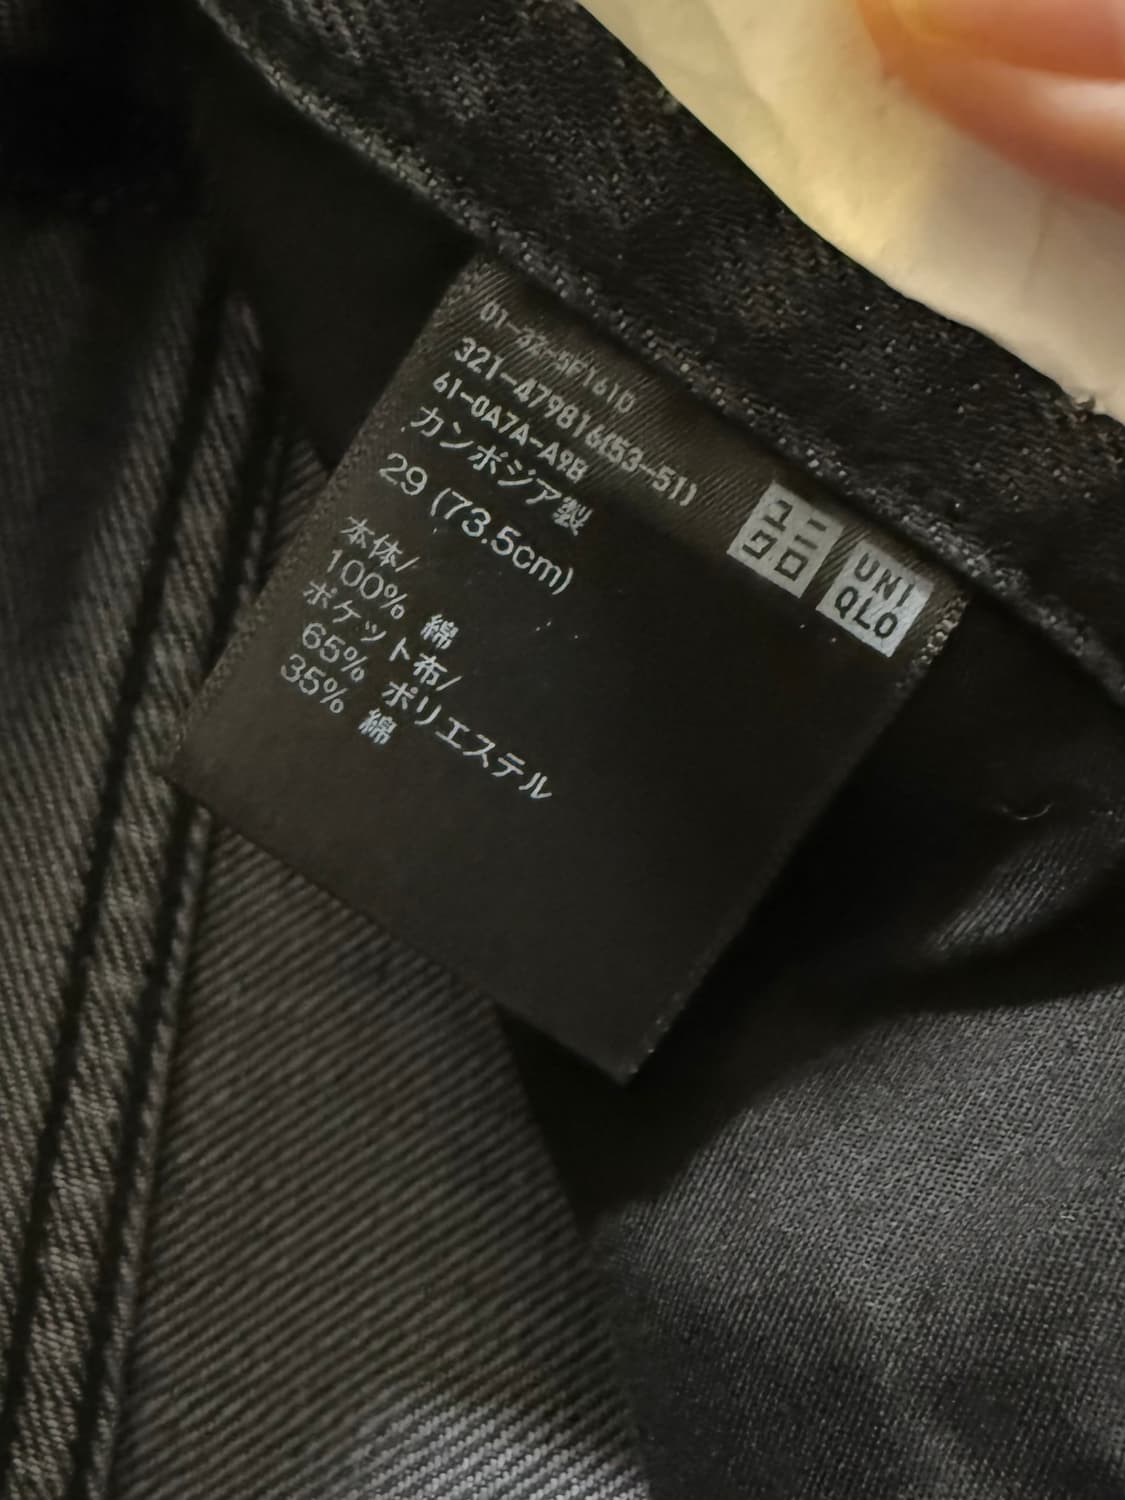 321-479816(53-51)
61-0A7A-A9B
カンボジア製
29 (73.5cm)
本体/
100% 綿
ポケット布/
65% ポリエステル
35% 綿
ユニ
クロ
UNI
QLO